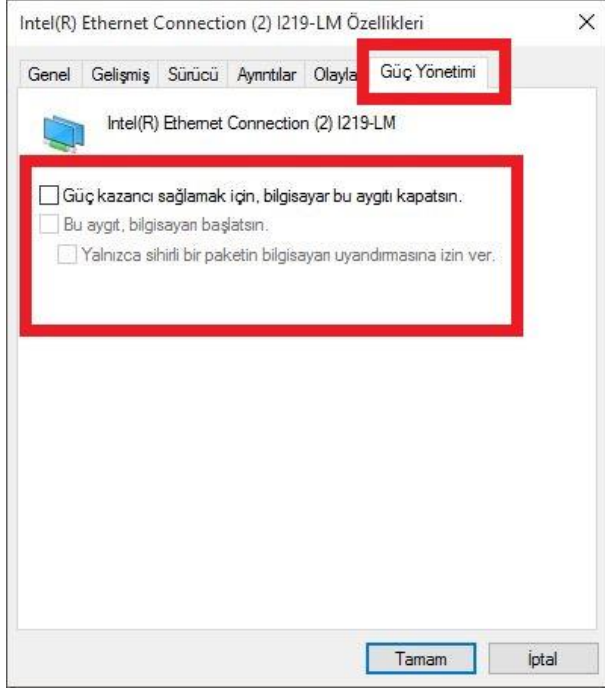 Intel(R) Ethernet Connection (2) I219-LM Özellikleri
Genel Gelişmiş Sürücü Ayrıntılar Olayla Güç Yönetimi
Intel(R) Ethernet Connection (2) I219-LM
Güç kazancı sağlamak için, bilgisayar bu aygıtı kapatsın.
Bu aygıt, bilgisayarı başlatsın.
Yalnızca sihirli bir paketin bilgisayarı uyandırmasına izin ver.
Tamam İptal